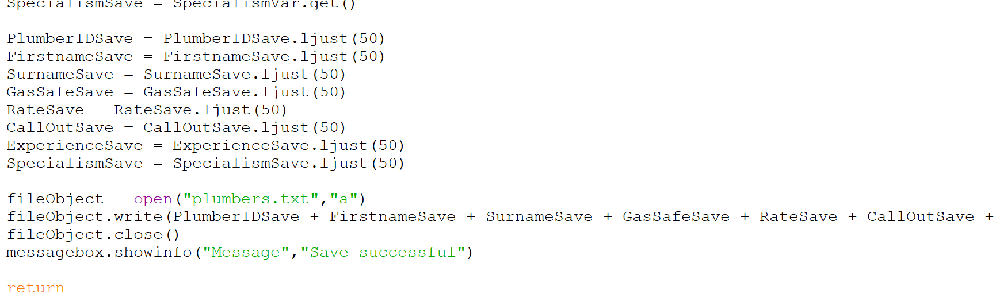 SpecialismSave = SpecialismVar.get()
PlumberIDSave = PlumberIDSave.ljust(50)
FirstnameSave = FirstnameSave.ljust(50)
SurnameSave = SurnameSave.ljust(50)
GasSafeSave = GasSafeSave.ljust(50)
RateSave = RateSave.ljust(50)
CallOutSave = CallOutSave.ljust(50)
ExperienceSave = ExperienceSave.ljust(50)
SpecialismSave = SpecialismSave.ljust(50)
fileObject = open("plumbers.txt","a")
fileObject.write(PlumberIDSave + FirstnameSave + SurnameSave + GasSafeSave + RateSave + CallOutSave +
fileObject.close()
messagebox.showinfo("Message","Save successful")
return